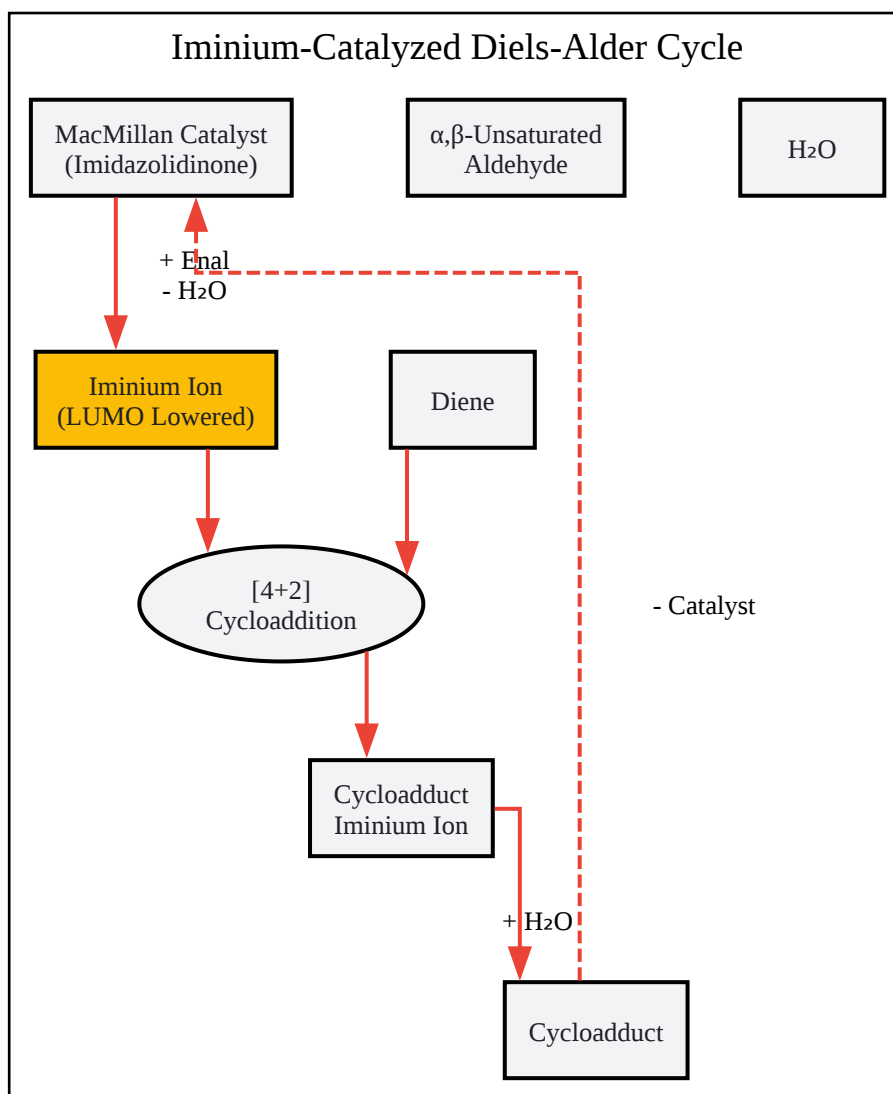 Iminium-Catalyzed Diels-Alder Cycle
MacMillan Catalyst
(Imidazolidinone)
α,β-Unsaturated
Aldehyde
H₂O
+ Enal
- H₂O
Iminium Ion
(LUMO Lowered)
Diene
[4+2]
Cycloaddition
- Catalyst
Cycloadduct
Iminium Ion
+ H₂O
Cycloadduct